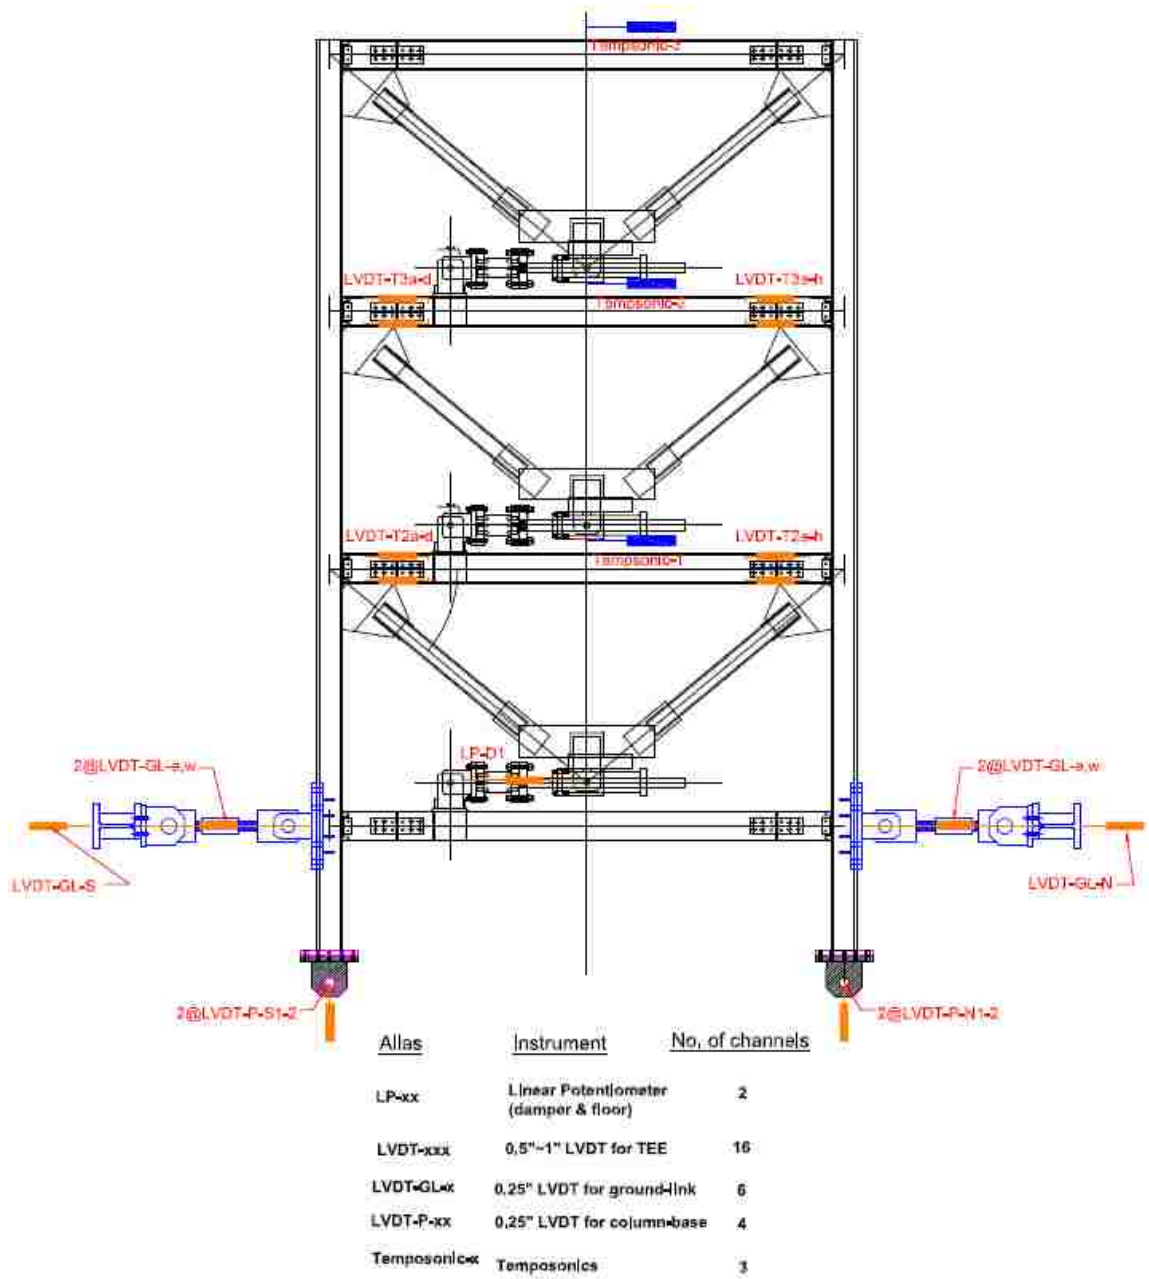 Tempsonic-3
LVDT-T3a-d
LVDT-T3e-h
Tempsonic-2
LVDT-T2a-d
LVDT-T2e-h
Tempsonic-1
LP-D1
2@LVDT-GL-e,w
2@LVDT-GL-e,w
LVDT-GL-S
LVDT-GL-N
2@LVDT-P-S1-2
2@LVDT-P-N1-2
Alias Instrument No. of channels
LP-xx Linear Potentiometer 2
(damper & floor)
LVDT-xxx 0.5"~1" LVDT for TEE 16
LVDT-GL-x 0.25" LVDT for ground-link 6
LVDT-P-xx 0.25" LVDT for column-base 4
Temposonic-x Temposonics 3